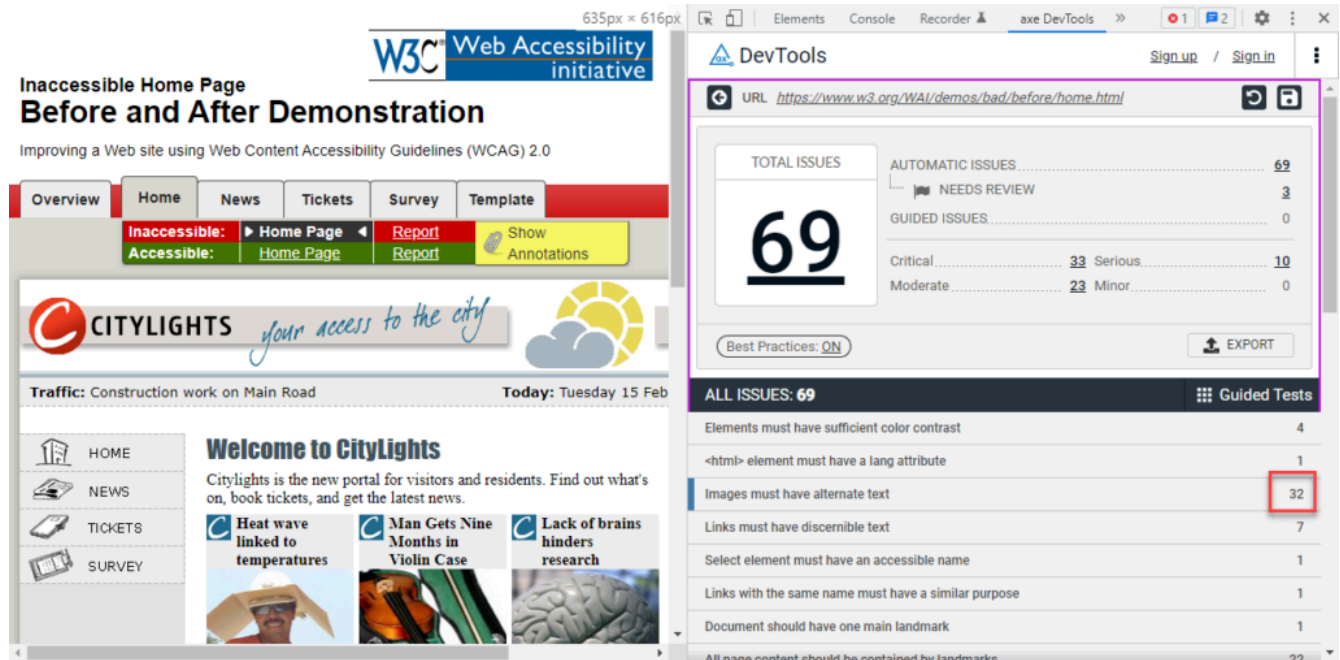 635px × 616px
W3C® Web Accessibility
initiative
Inaccessible Home Page
Before and After Demonstration
Improving a Web site using Web Content Accessibility Guidelines (WCAG) 2.0
Overview Home News Tickets Survey Template
Inaccessible: Home Page Report Show
Accessible: Home Page Report Annotations
CITYLIGHTS your access to the city
Traffic: Construction work on Main Road Today: Tuesday 15 Feb
HOME
NEWS
TICKETS
SURVEY
Welcome to CityLights
Citylights is the new portal for visitors and residents. Find out what's
on, book tickets, and get the latest news.
Heat wave
linked to
temperatures
Man Gets Nine
Months in
Violin Case
Lack of brains
hinders
research
Elements Console Recorder axe DevTools » 1 2
DevTools Sign up / Sign in
URL https://www.w3.org/WAI/demos/bad/before/home.html
TOTAL ISSUES
69
AUTOMATIC ISSUES 69
NEEDS REVIEW 3
GUIDED ISSUES 0
Critical 33 Serious 10
Moderate 23 Minor 0
Best Practices: ON
EXPORT
ALL ISSUES: 69 Guided Tests
Elements must have sufficient color contrast 4
<html> element must have a lang attribute 1
Images must have alternate text 32
Links must have discernible text 7
Select element must have an accessible name 1
Links with the same name must have a similar purpose 1
Document should have one main landmark 1
All page content should be contained by landmarks 22